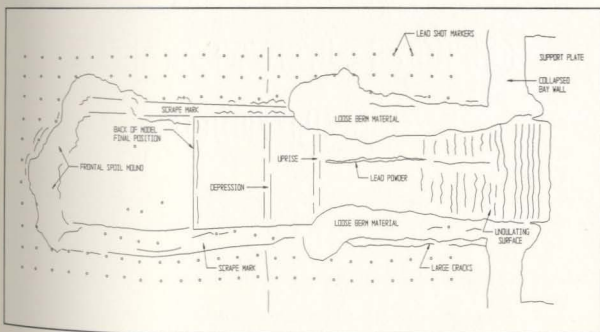 LEAD SHOT MARKERS
SUPPORT PLATE
COLLAPSED
BAY WALL
SCRAPE MARK
LOOSE BERM MATERIAL
BACK OF MODEL
FINAL POSITION
UPRISE
FRONTAL SPOIL MOUND
LEAD POWDER
DEPRESSION
LOOSE BERM MATERIAL
UNDULATING
SURFACE
SCRAPE MARK
LARGE CRACKS